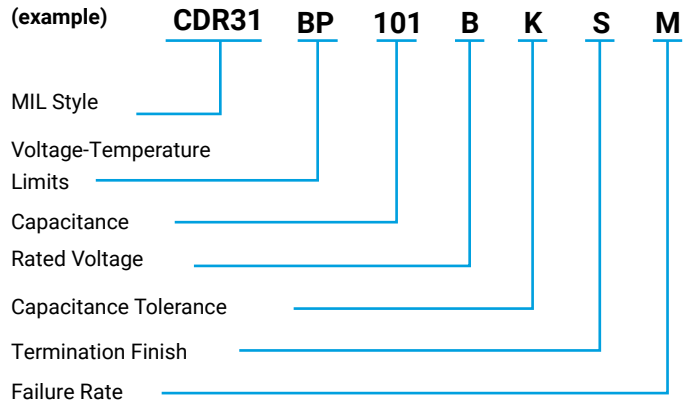 (example) CDR31 BP 101 B K S M
MIL Style
Voltage-Temperature
Limits
Capacitance
Rated Voltage
Capacitance Tolerance
Termination Finish
Failure Rate